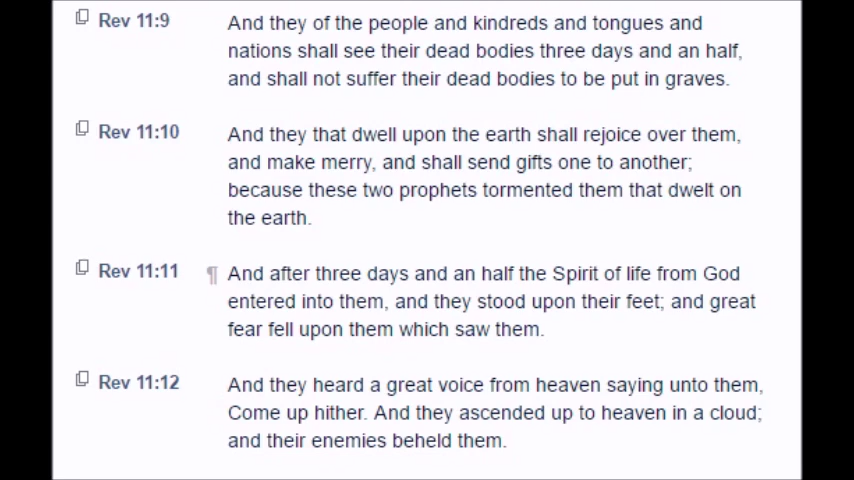 Rev 11:9 And they of the people and kindreds and tongues and
nations shall see their dead bodies three days and an half,
and shall not suffer their dead bodies to be put in graves.
Rev 11:10 And they that dwell upon the earth shall rejoice over them,
and make merry, and shall send gifts one to another;
because these two prophets tormented them that dwelt on
the earth.
Rev 11:11 ¶ And after three days and an half the Spirit of life from God
entered into them, and they stood upon their feet; and great
fear fell upon them which saw them.
Rev 11:12 And they heard a great voice from heaven saying unto them,
Come up hither. And they ascended up to heaven in a cloud;
and their enemies beheld them.